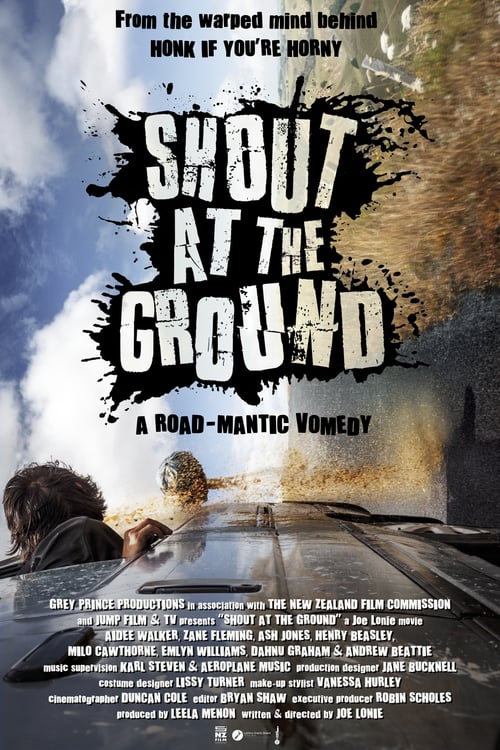 From the warped mind behind
HONK IF YOU'RE HORNY
SHOUT
AT THE
GROUND
A ROAD-MANTIC VOMEDY
GREY PRINCE PRODUCTIONS in association with THE NEW ZEALAND FILM COMMISSION
and JUMP FILM & TV presents "SHOUT AT THE GROUND" a Joe Lonie movie
AIDEE WALKER, ZANE FLEMING, ASH JONES, HENRY BEASLEY,
MILO CAWTHORNE, EMLYN WILLIAMS, DAHNU GRAHAM & ANDREW BEATTIE
music supervision KARL STEVEN & AEROPLANE MUSIC production designer JANE BUCKNELL
costume designer LISSY TURNER make-up stylist VANESSA HURLEY
cinematographer DUNCAN COLE editor BRYAN SHAW executive producer ROBIN SCHOLES
produced by LEELA MENON written & directed by JOE LONIE
NZ
FILM